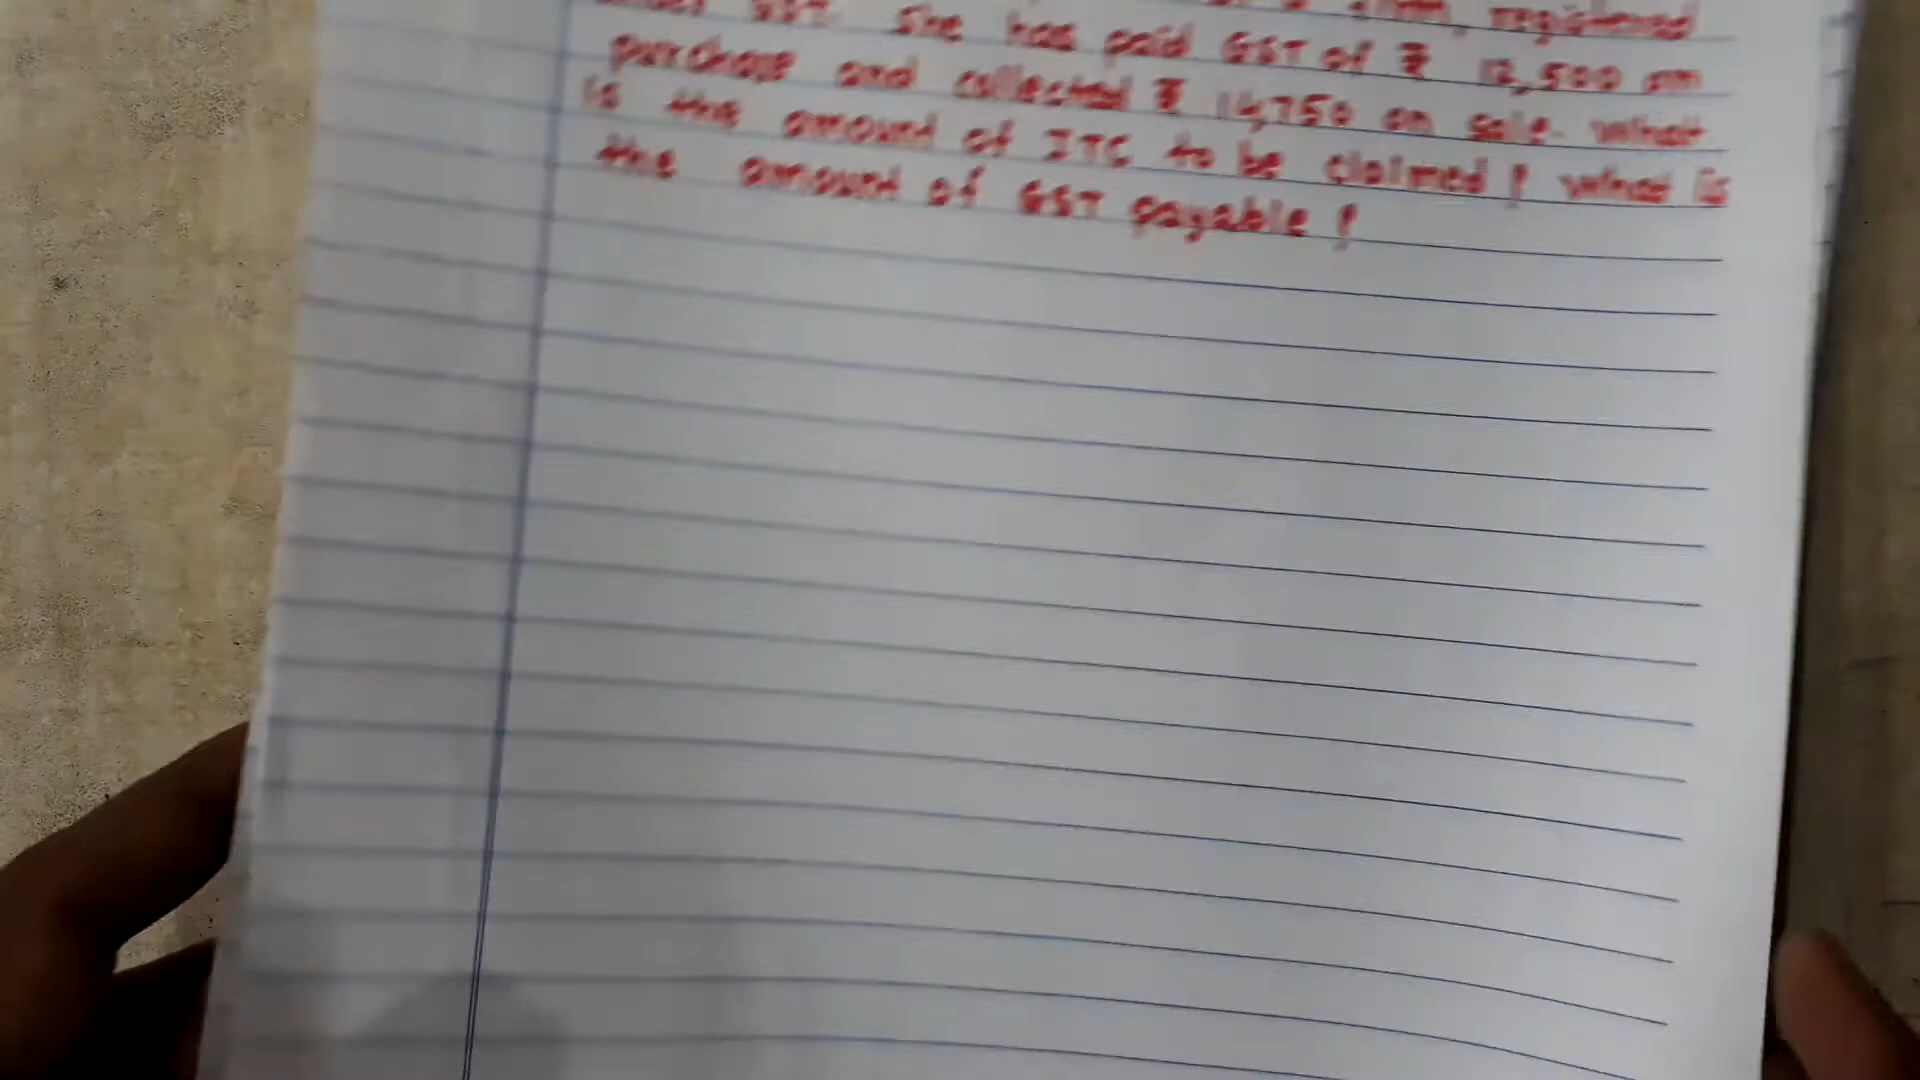 registered
under GST. She has paid GST of ₹ 12,500 on
purchase and collected ₹ 14,750 on sale. What
is the amount of ITC to be claimed? What is
the amount of GST payable?